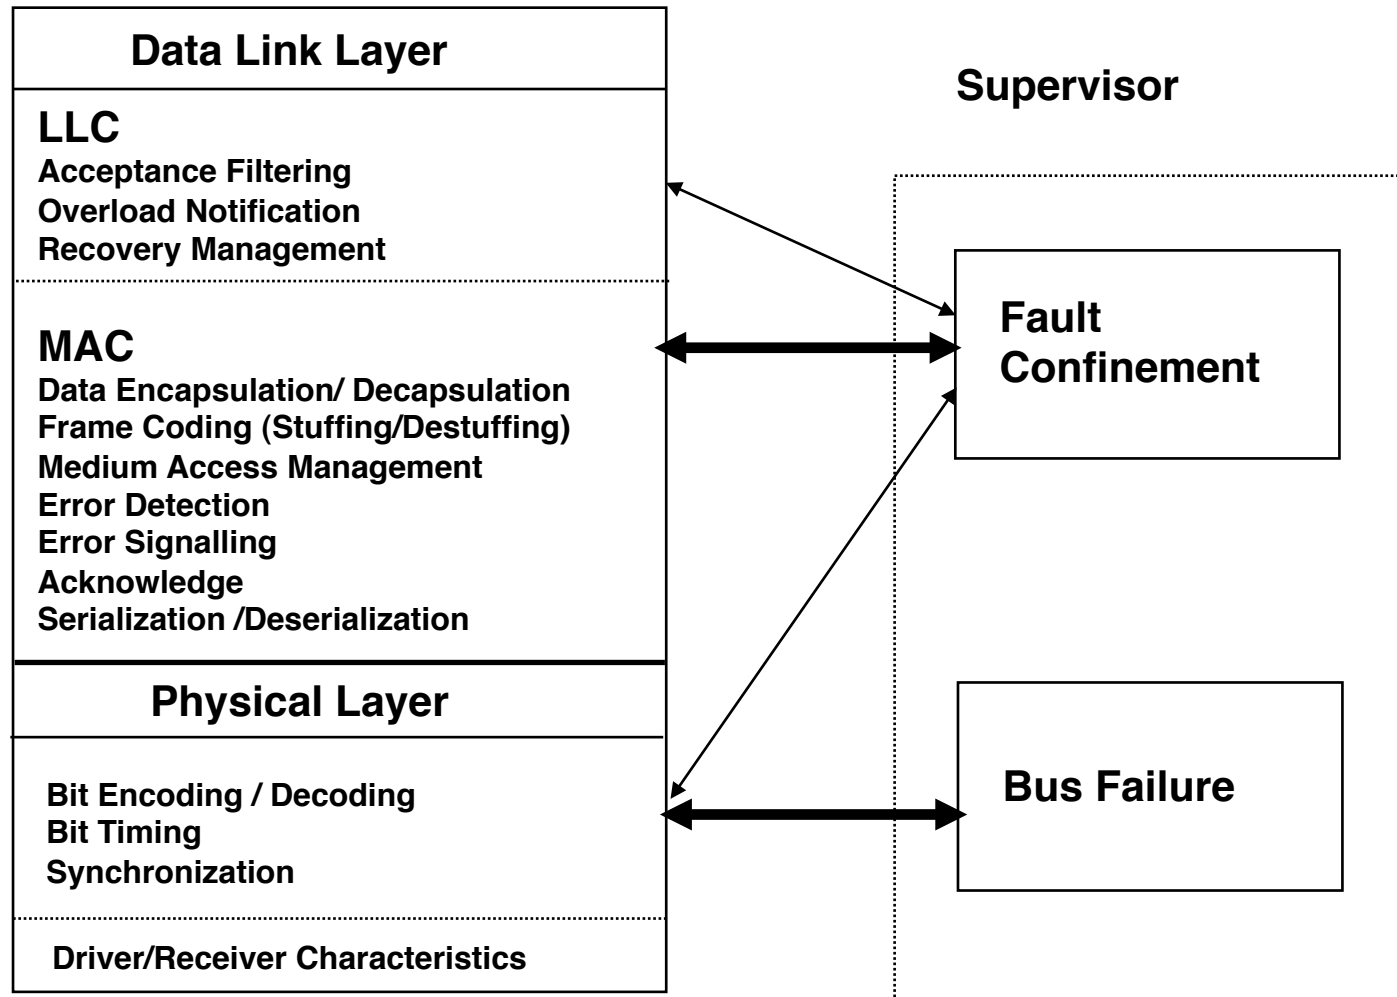 Data Link Layer
LLC
Acceptance Filtering
Overload Notification
Recovery Management
MAC
Data Encapsulation/ Decapsulation
Frame Coding (Stuffing/Destuffing)
Medium Access Management
Error Detection
Error Signalling
Acknowledge
Serialization /Deserialization
Physical Layer
Bit Encoding / Decoding
Bit Timing
Synchronization
Driver/Receiver Characteristics
Supervisor
Fault
Confinement
Bus Failure